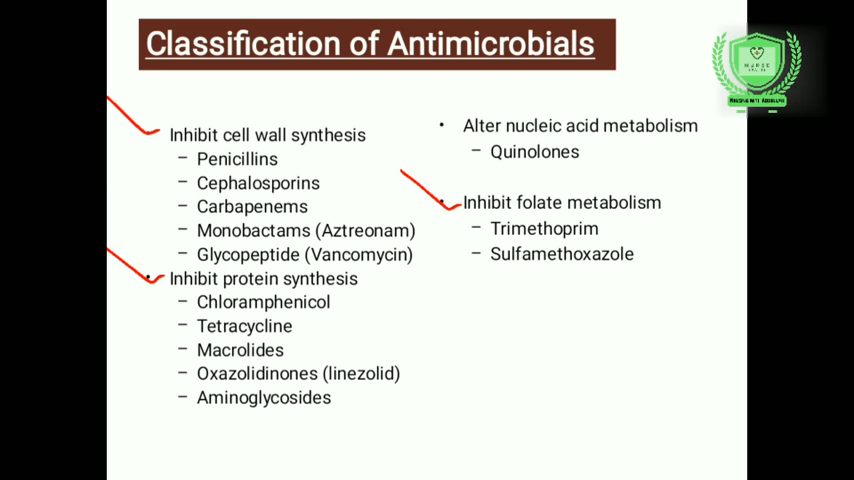 Classification of Antimicrobials
Inhibit cell wall synthesis
– Penicillins
– Cephalosporins
– Carbapenems
– Monobactams (Aztreonam)
– Glycopeptide (Vancomycin)
• Inhibit protein synthesis
– Chloramphenicol
– Tetracycline
– Macrolides
– Oxazolidinones (linezolid)
– Aminoglycosides
• Alter nucleic acid metabolism
– Quinolones
• Inhibit folate metabolism
– Trimethoprim
– Sulfamethoxazole
NURSE